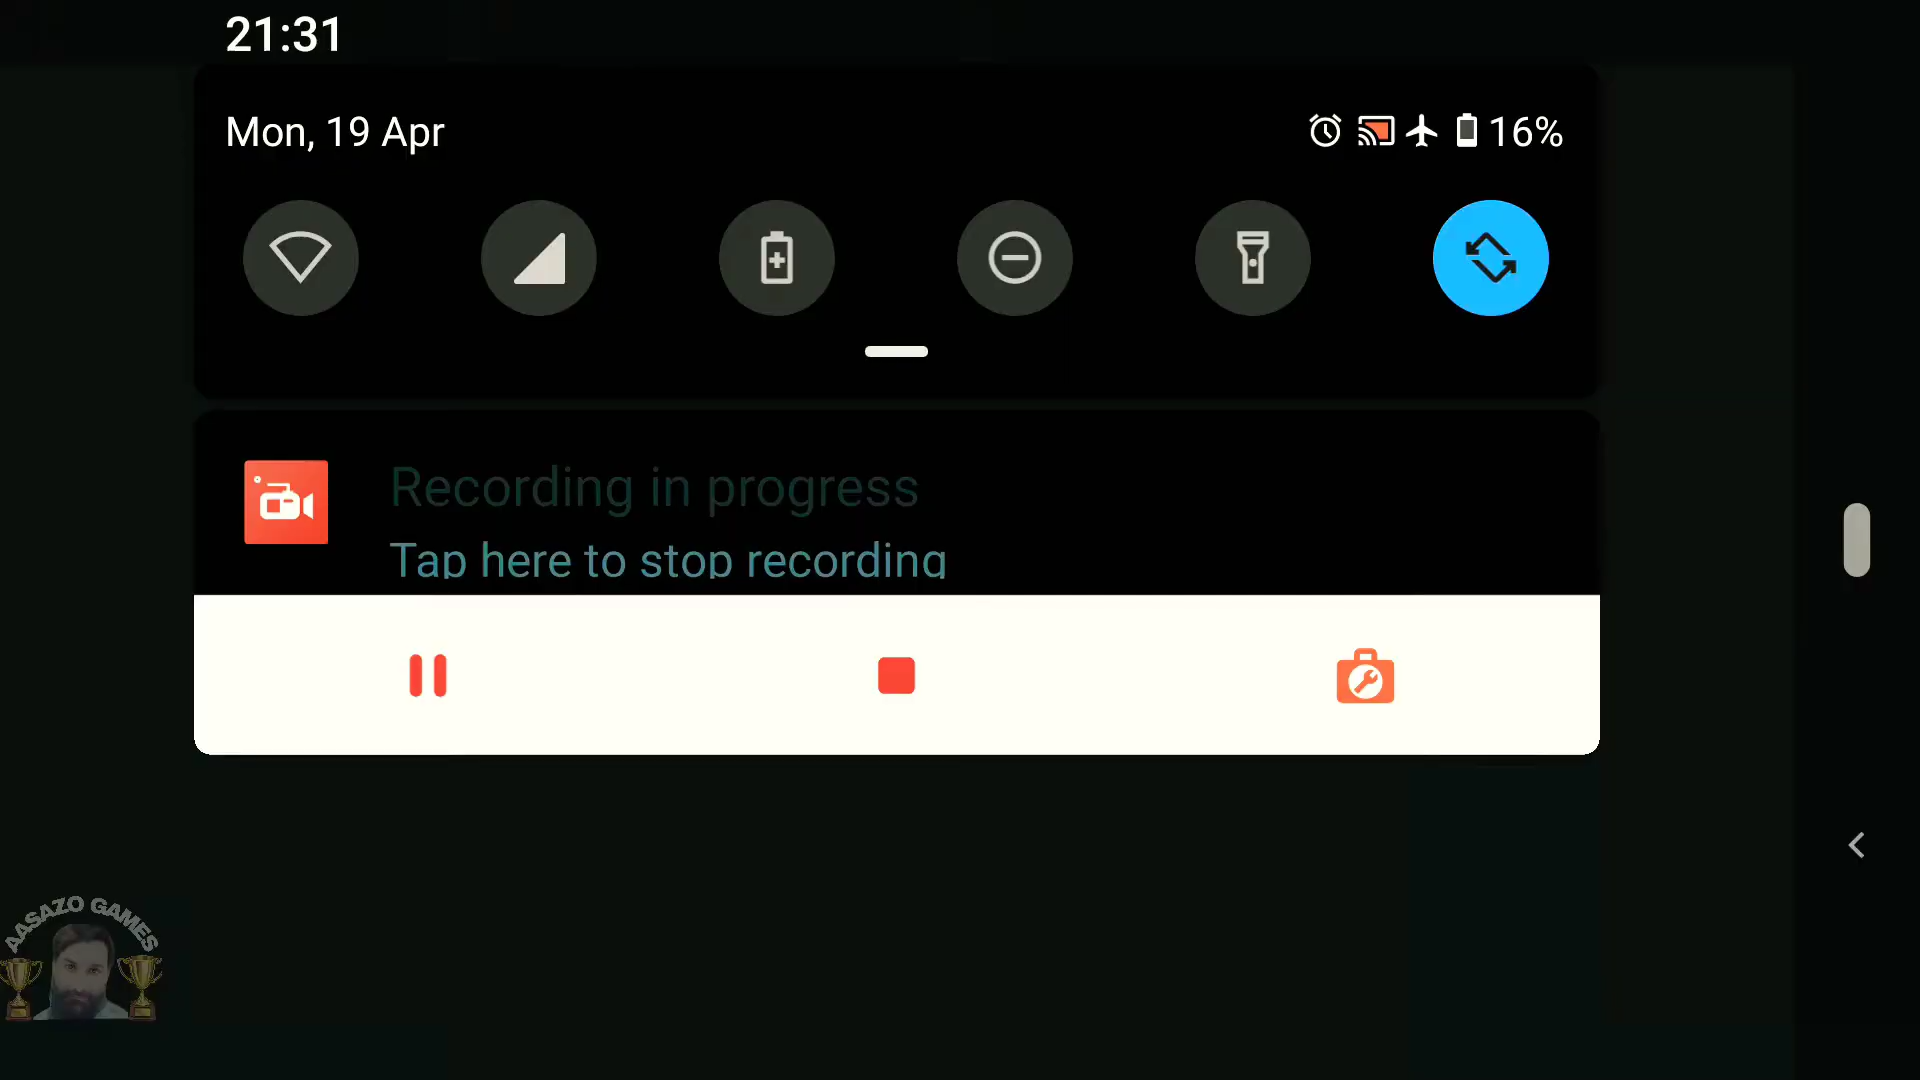 21:31
Mon, 19 Apr
16%
Recording in progress
Tap here to stop recording
AASAZO GAMES